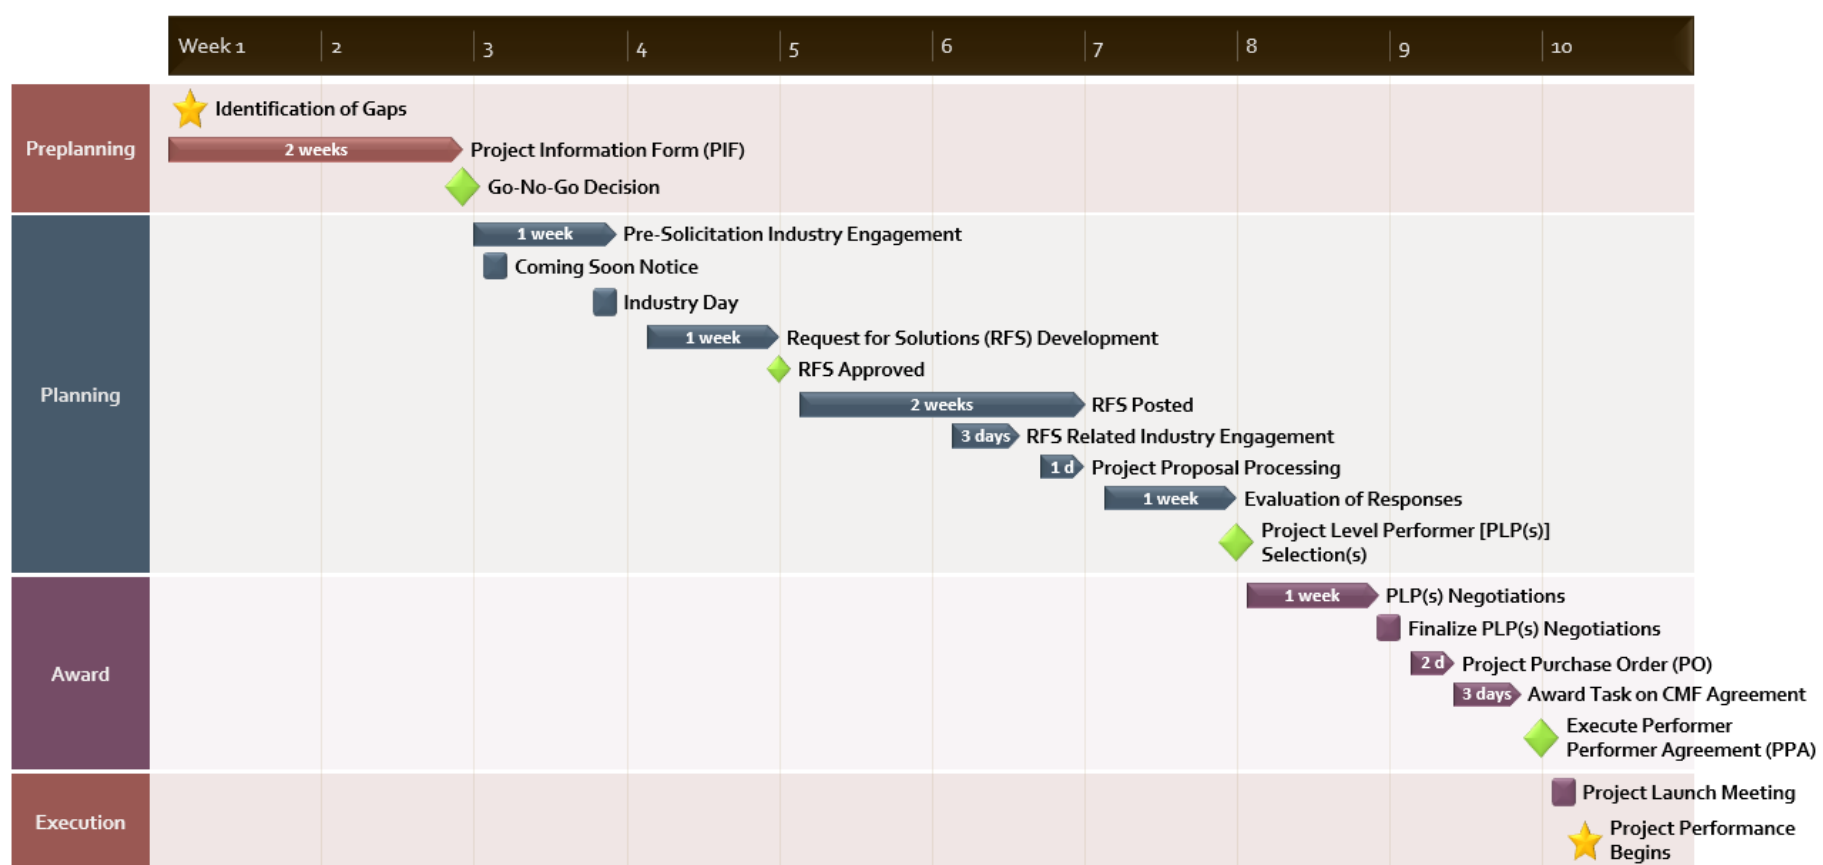 Week 1 2 3 4 5 6 7 8 9 10
Preplanning
Identification of Gaps
2 weeks Project Information Form (PIF)
Go-No-Go Decision
Planning
1 week Pre-Solicitation Industry Engagement
Coming Soon Notice
Industry Day
1 week Request for Solutions (RFS) Development
RFS Approved
2 weeks RFS Posted
3 days RFS Related Industry Engagement
1 d Project Proposal Processing
1 week Evaluation of Responses
Project Level Performer [PLP(s)]
Selection(s)
Award
1 week PLP(s) Negotiations
Finalize PLP(s) Negotiations
2 d Project Purchase Order (PO)
3 days Award Task on CMF Agreement
Execute Performer
Performer Agreement (PPA)
Execution
Project Launch Meeting
Project Performance
Begins